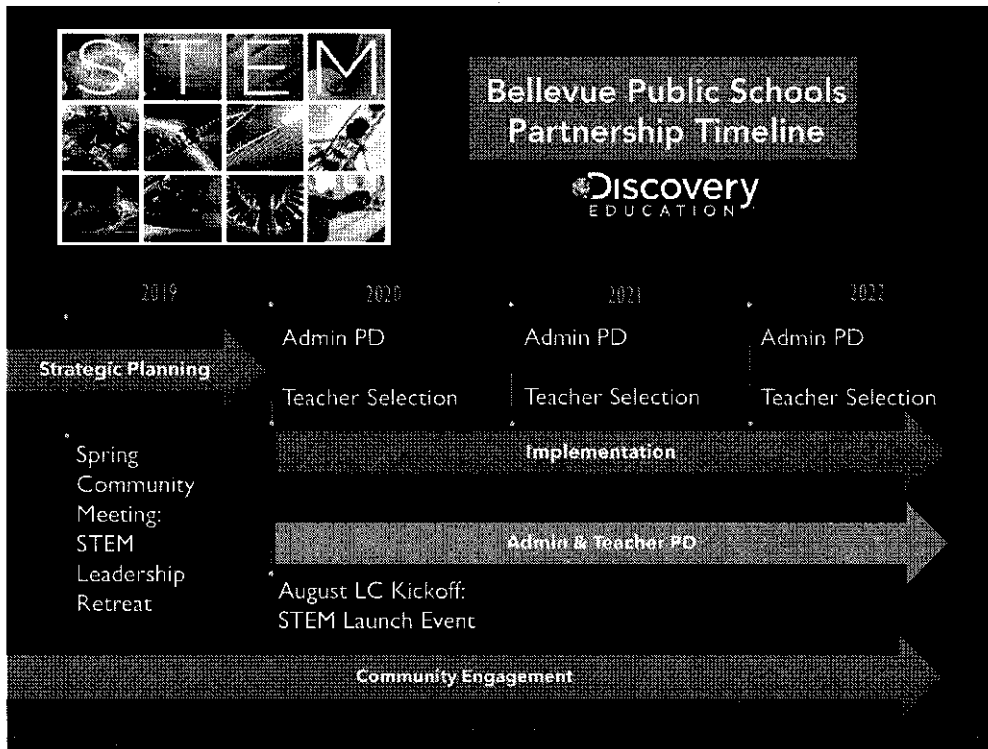 STEM
Bellevue Public Schools
Partnership Timeline
Discovery
EDUCATION
2019
2020
2021
2022
Admin PD
Admin PD
Admin PD
Strategic Planning
Teacher Selection
Teacher Selection
Teacher Selection
Implementation
Spring
Community
Meeting:
STEM
Leadership
Retreat
Admin & Teacher PD
August LC Kickoff:
STEM Launch Event
Community Engagement